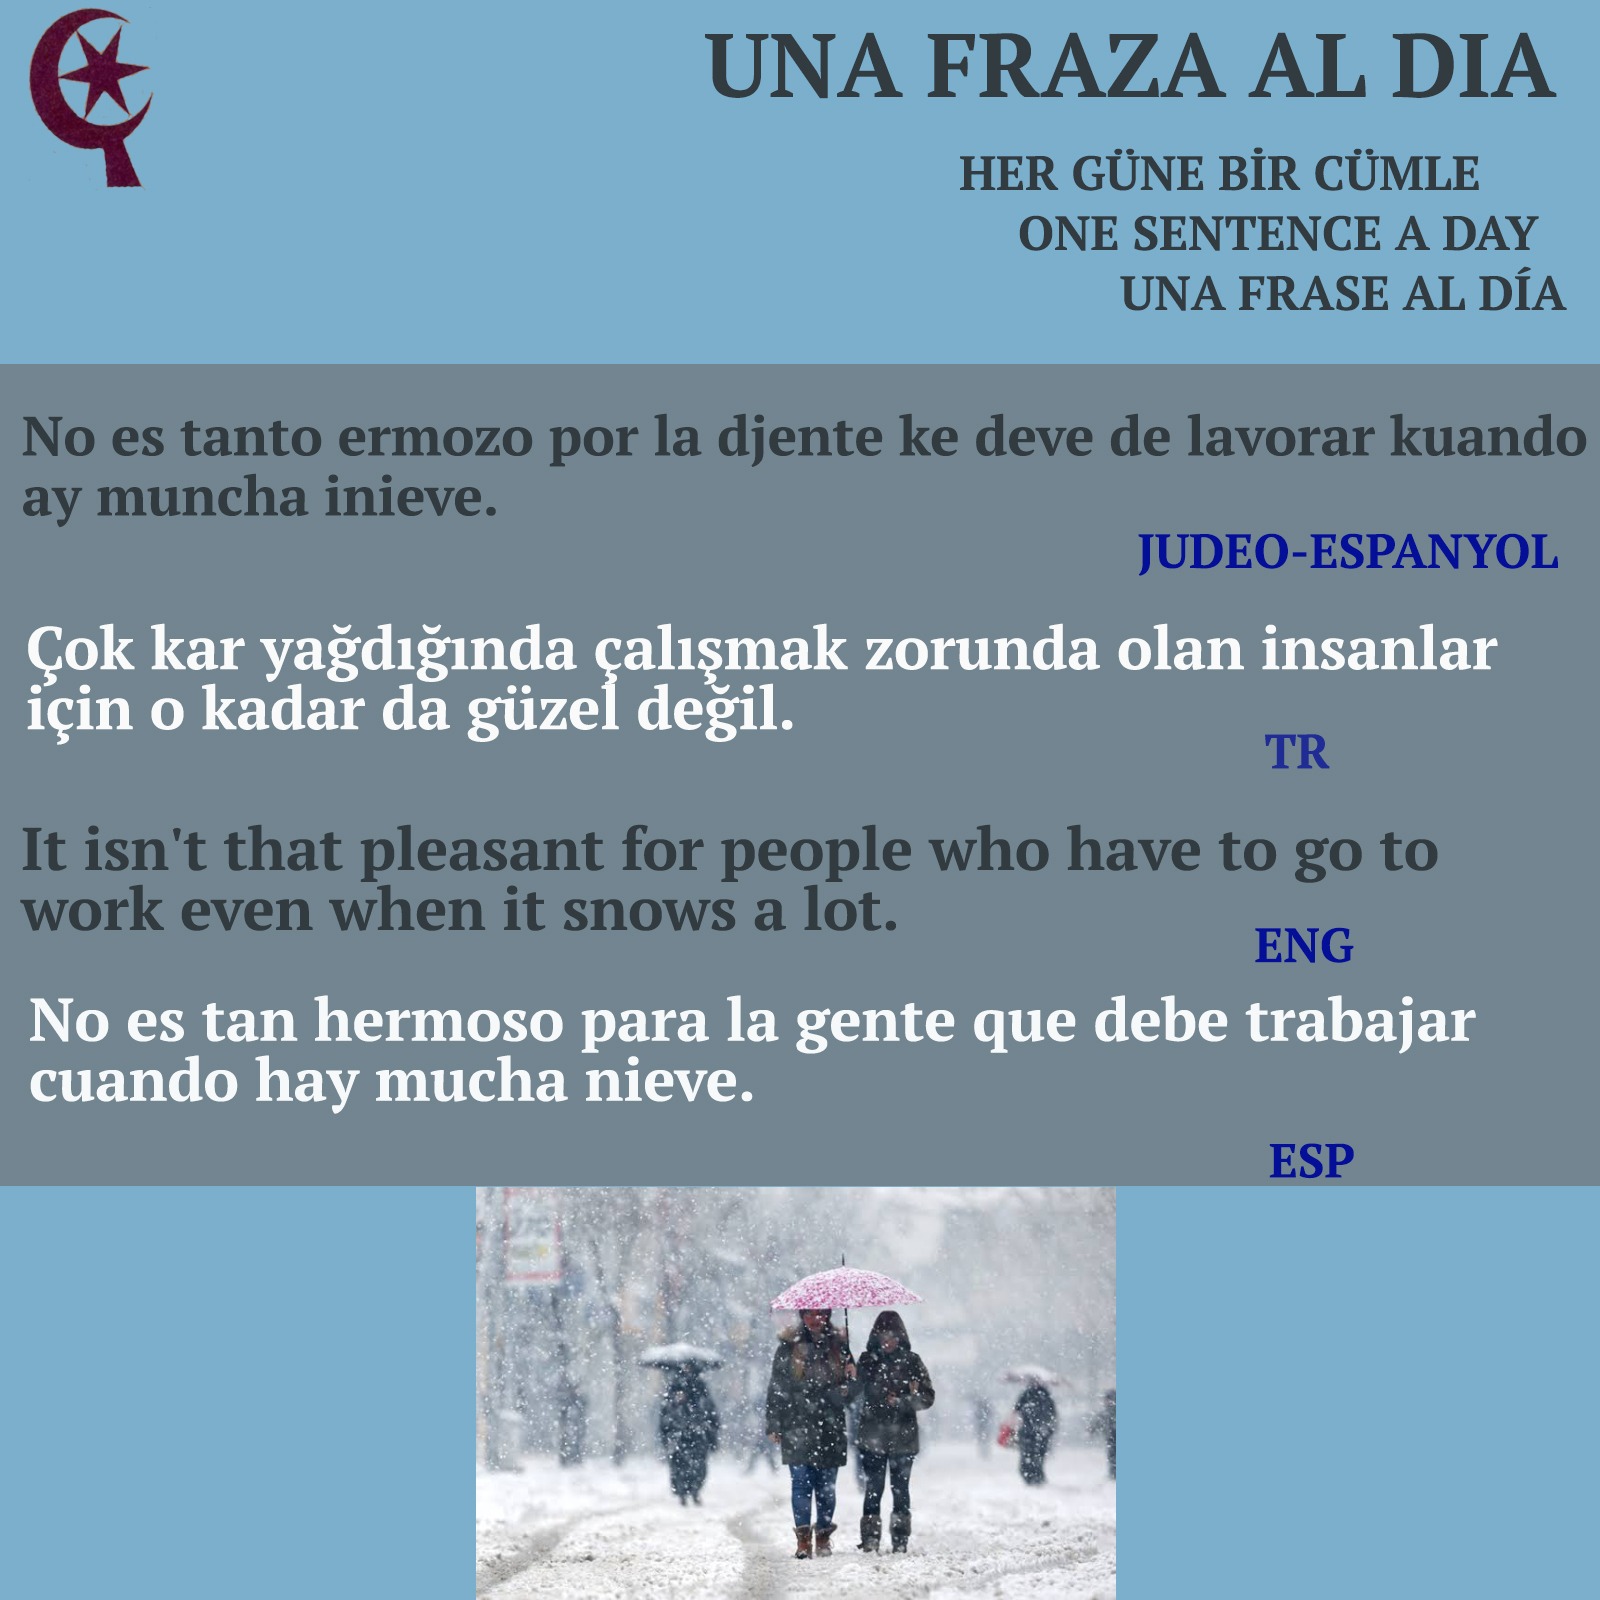 UNA FRAZA AL DIA
HER GÜNE BİR CÜMLE
ONE SENTENCE A DAY
UNA FRASE AL DÍA
No es tanto ermozo por la djente ke deve de lavorar kuando
ay muncha inieve.
JUDEO-ESPANYOL
Çok kar yağdığında çalışmak zorunda olan insanlar
için o kadar da güzel değil.
TR
It isn't that pleasant for people who have to go to
work even when it snows a lot.
ENG
No es tan hermoso para la gente que debe trabajar
cuando hay mucha nieve.
ESP